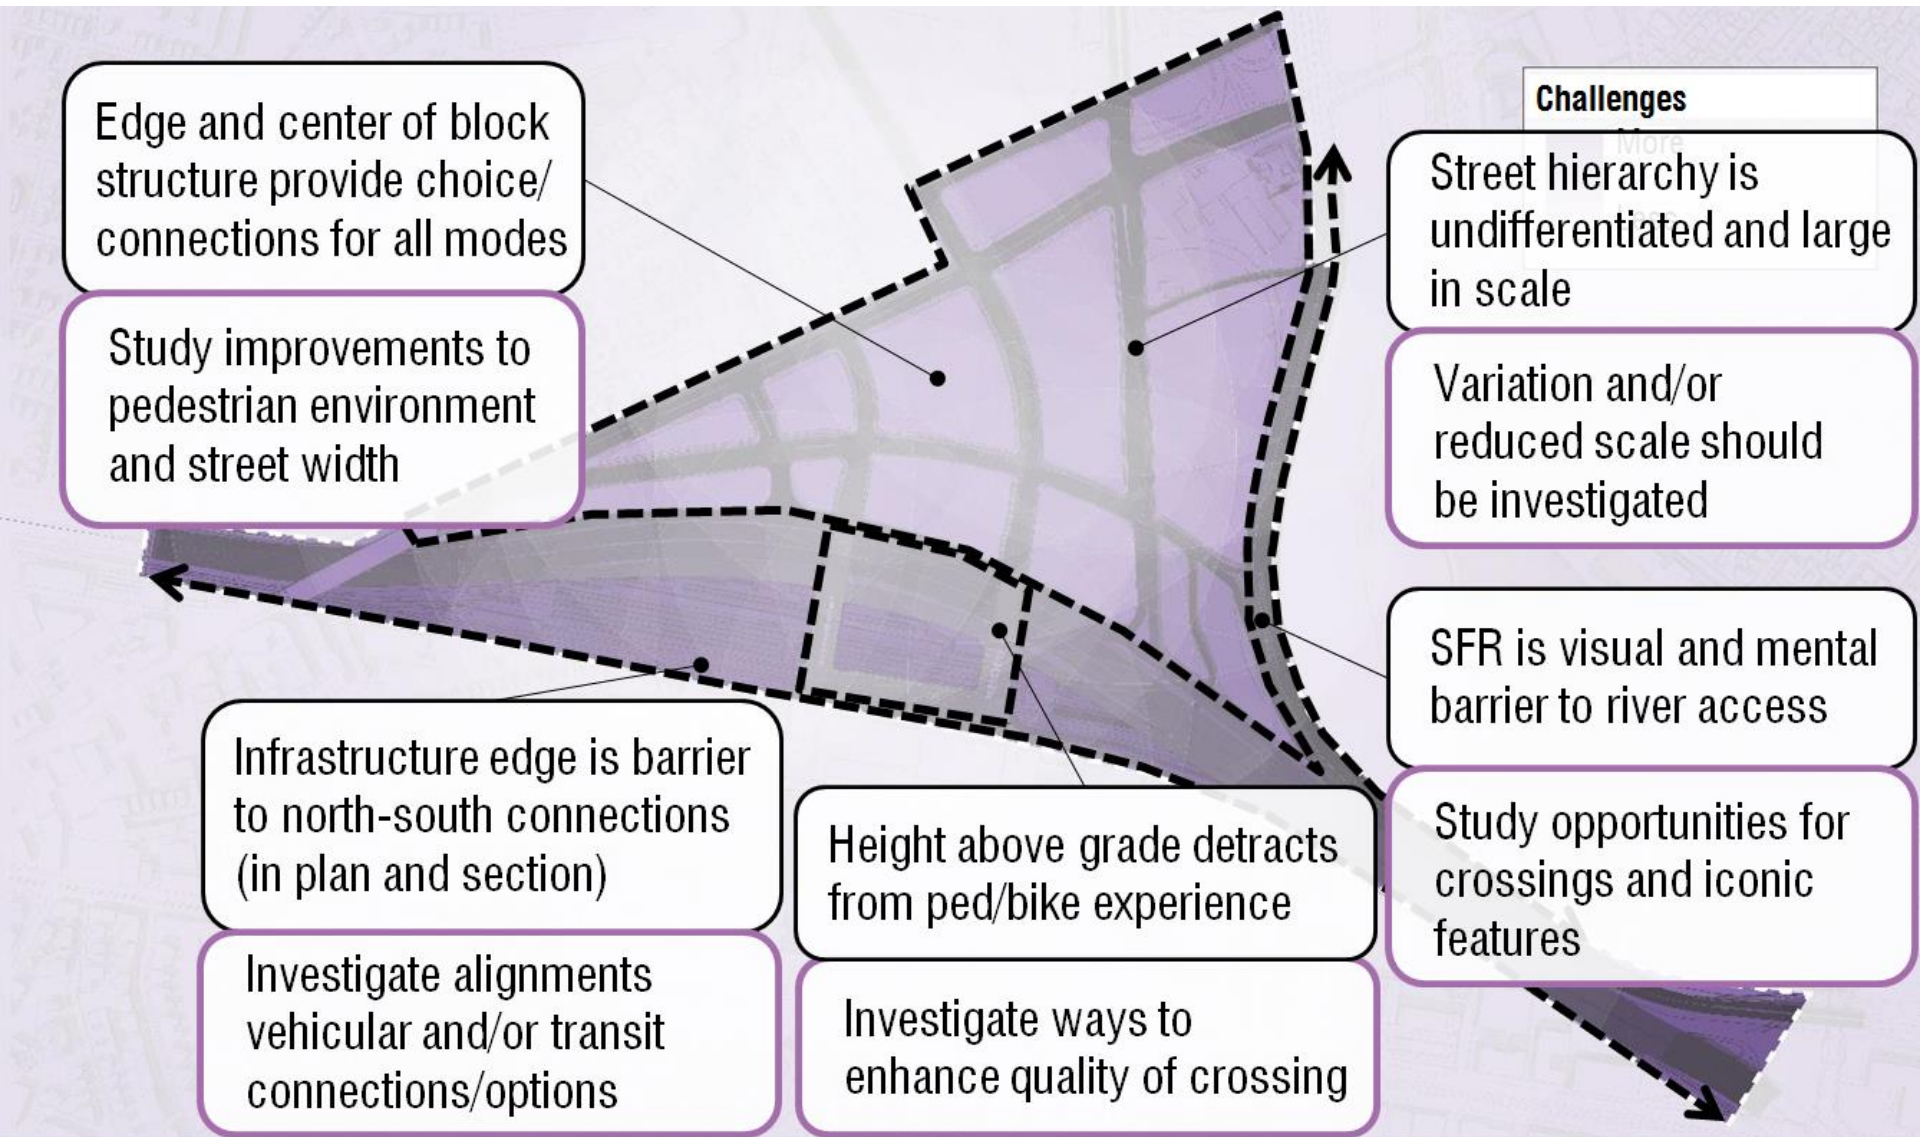 Edge and center of block
structure provide choice/
connections for all modes
Study improvements to
pedestrian environment
and street width
Challenges
More
Less
Street hierarchy is
undifferentiated and large
in scale
Variation and/or
reduced scale should
be investigated
SFR is visual and mental
barrier to river access
Study opportunities for
crossings and iconic
features
Infrastructure edge is barrier
to north-south connections
(in plan and section)
Investigate alignments
vehicular and/or transit
connections/options
Height above grade detracts
from ped/bike experience
Investigate ways to
enhance quality of crossing